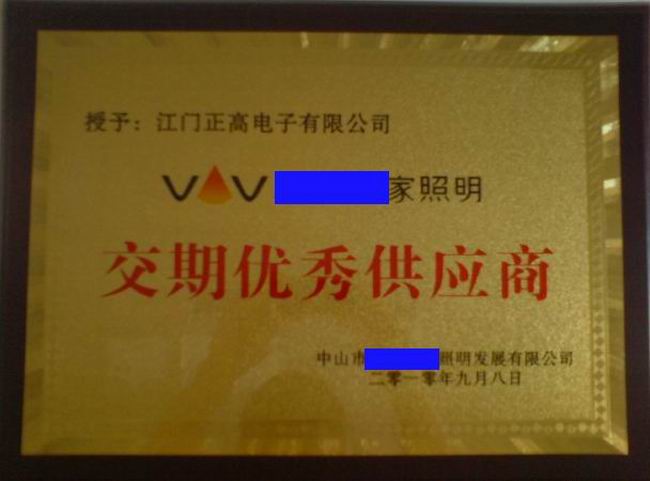 授予：江门正高电子有限公司
家照明
交期优秀供应商
中山市 照明发展有限公司
二零一零年九月八日